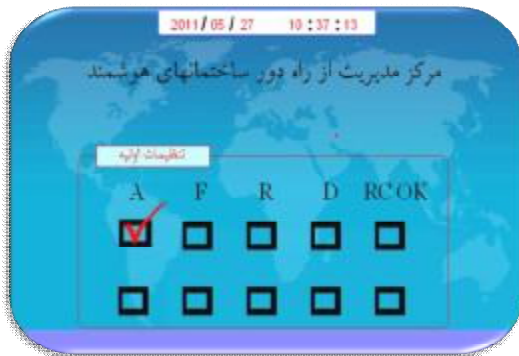 2011/05/27 10:37:13
مرکز مدیریت از راه دور ساختمانهای هوشمند
تنظیمات اولیه
A F R D RC OK